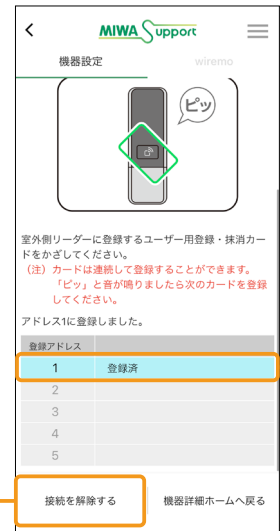 MIWA Support
機器設定 wiremo
ピッ
室外側リーダーに登録するユーザー用登録・抹消カー
ドをかざしてください。
(注) カードは連続して登録することができます。
「ピッ」と音が鳴りましたら次のカードを登録
してください。
アドレス1に登録しました。
登録アドレス
1 登録済
2
3
4
5
接続を解除する 機器詳細ホームへ戻る